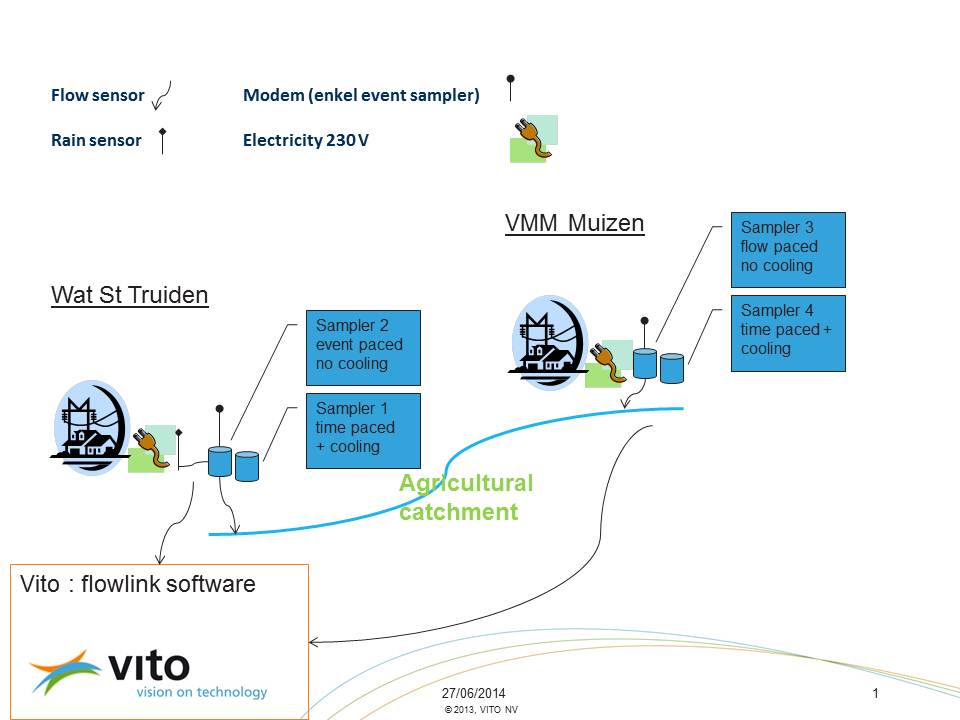 Flow sensor
Modem (enkel event sampler)
Rain sensor
Electricity 230 V
VMM Muizen
Sampler 3
flow paced
no cooling
Sampler 4
time paced +
cooling
Wat St Truiden
Sampler 2
event paced
no cooling
Sampler 1
time paced
+ cooling
Agricultural
catchment
Vito : flowlink software
vito
vision on technology
27/06/2014
1
© 2013, VITO NV